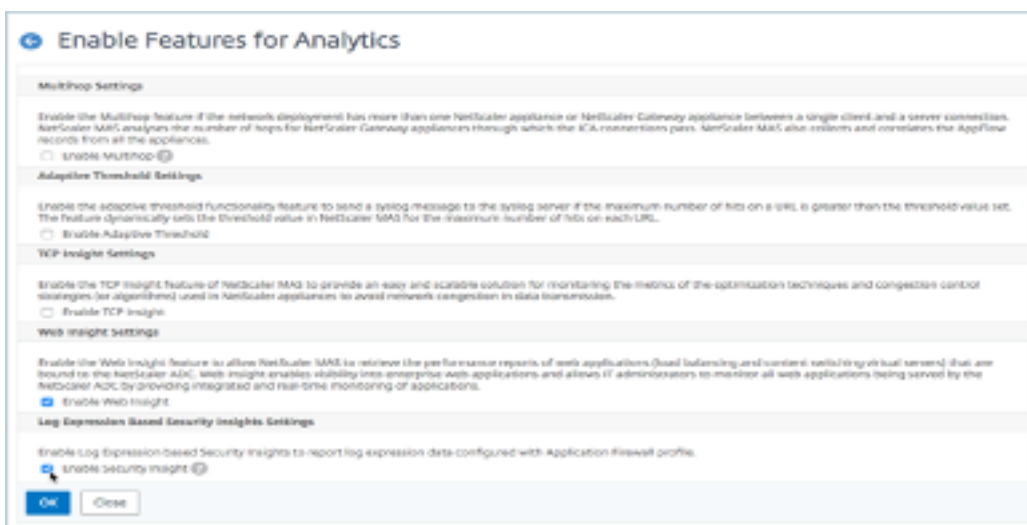 Enable Features for Analytics
Multihop Settings
Enable the Multihop feature if the network deployment has more than one NetScaler appliance or NetScaler Gateway appliance between a single client and a server connection.
NetScaler MAS analyses the number of hops for NetScaler Gateway appliances through which the ICA connections pass. NetScaler MAS also collects and correlates the AppFlow
records from all the appliances.
Enable Multihop
Adaptive Threshold Settings
Enable the adaptive threshold functionality feature to send a syslog message to the syslog server if the maximum number of hits on a URL is greater than the threshold value set.
The feature dynamically sets the threshold value in NetScaler MAS for the maximum number of hits on each URL.
Enable Adaptive Threshold
TCP Insight Settings
Enable the TCP Insight feature of NetScaler MAS to provide an easy and scalable solution for monitoring the metrics of the optimization techniques and congestion control
strategies (or algorithms) used in NetScaler appliances to avoid network congestion in data transmission.
Enable TCP Insight
Web Insight Settings
Enable the Web Insight feature to allow NetScaler MAS to retrieve the performance reports of web applications (load balancing and content switching virtual servers) that are
bound to the NetScaler ADC. Web Insight enables visibility into enterprise web applications and allows IT administrators to monitor all web applications being served by the
NetScaler ADC by providing integrated and real-time monitoring of applications.
Enable Web Insight
Log Expression Based Security Insights Settings
Enable Log Expression based Security Insights to report log expression data configured with Application Firewall profile.
Enable Security Insight
OK Close